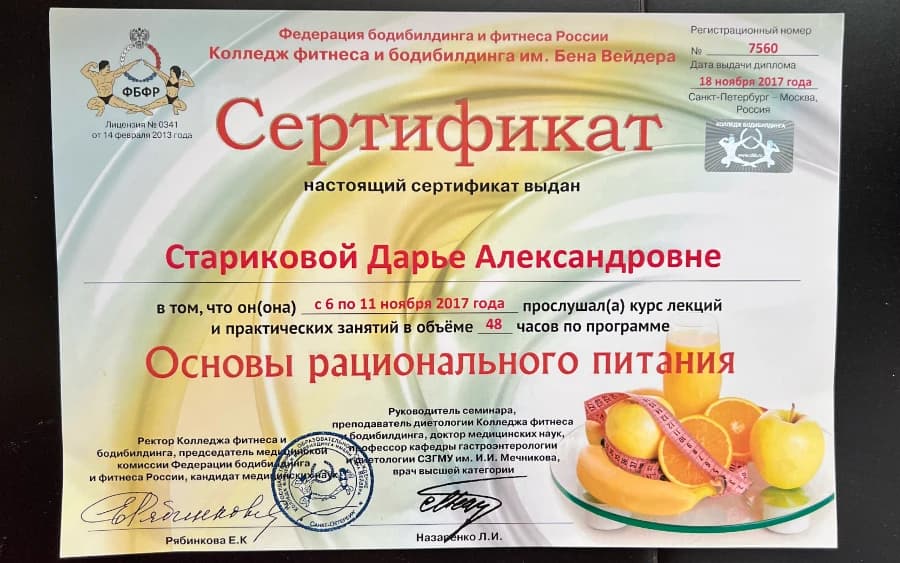 Федерация бодибилдинга и фитнеса России
Колледж фитнеса и бодибилдинга им. Бена Вейдера
Регистрационный номер
№ 7560
Дата выдачи диплома
18 ноября 2017 года
Санкт-Петербург – Москва,
Россия
КОЛЛЕДЖ БОДИБИЛДИНГА
ФБФР
Лицензия № 0341
от 14 февраля 2013 года
Сертификат
настоящий сертификат выдан
Стариковой Дарье Александровне
в том, что он(она) с 6 по 11 ноября 2017 года прослушал(а) курс лекций
и практических занятий в объёме 48 часов по программе
Основы рационального питания
Ректор Колледжа фитнеса и
бодибилдинга, председатель медицинской
комиссии Федерации бодибилдинга
и фитнеса России, кандидат медицинских наук
Рябинкова Е.К
Руководитель семинара,
преподаватель диетологии Колледжа фитнеса
и бодибилдинга, доктор медицинских наук,
профессор кафедры гастроентерологии
и диетологии СЗГМУ им. И.И. Мечникова,
врач высшей категории
Назаренко Л.И.
САНКТ-ПЕТЕРБУРГ